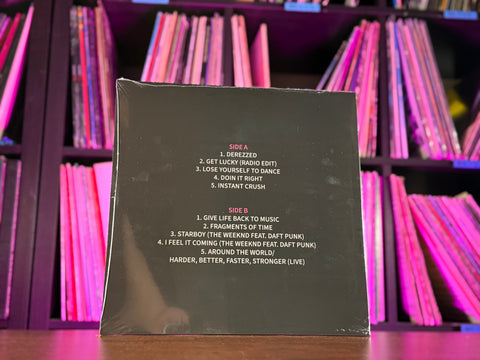 SIDE A
1. DEREZZED
2. GET LUCKY (RADIO EDIT)
3. LOSE YOURSELF TO DANCE
4. DOIN IT RIGHT
5. INSTANT CRUSH
SIDE B
1. GIVE LIFE BACK TO MUSIC
2. FRAGMENTS OF TIME
3. STARBOY (THE WEEKND FEAT. DAFT PUNK)
4. I FEEL IT COMING (THE WEEKND FEAT. DAFT PUNK)
5. AROUND THE WORLD/
HARDER, BETTER, FASTER, STRONGER (LIVE)